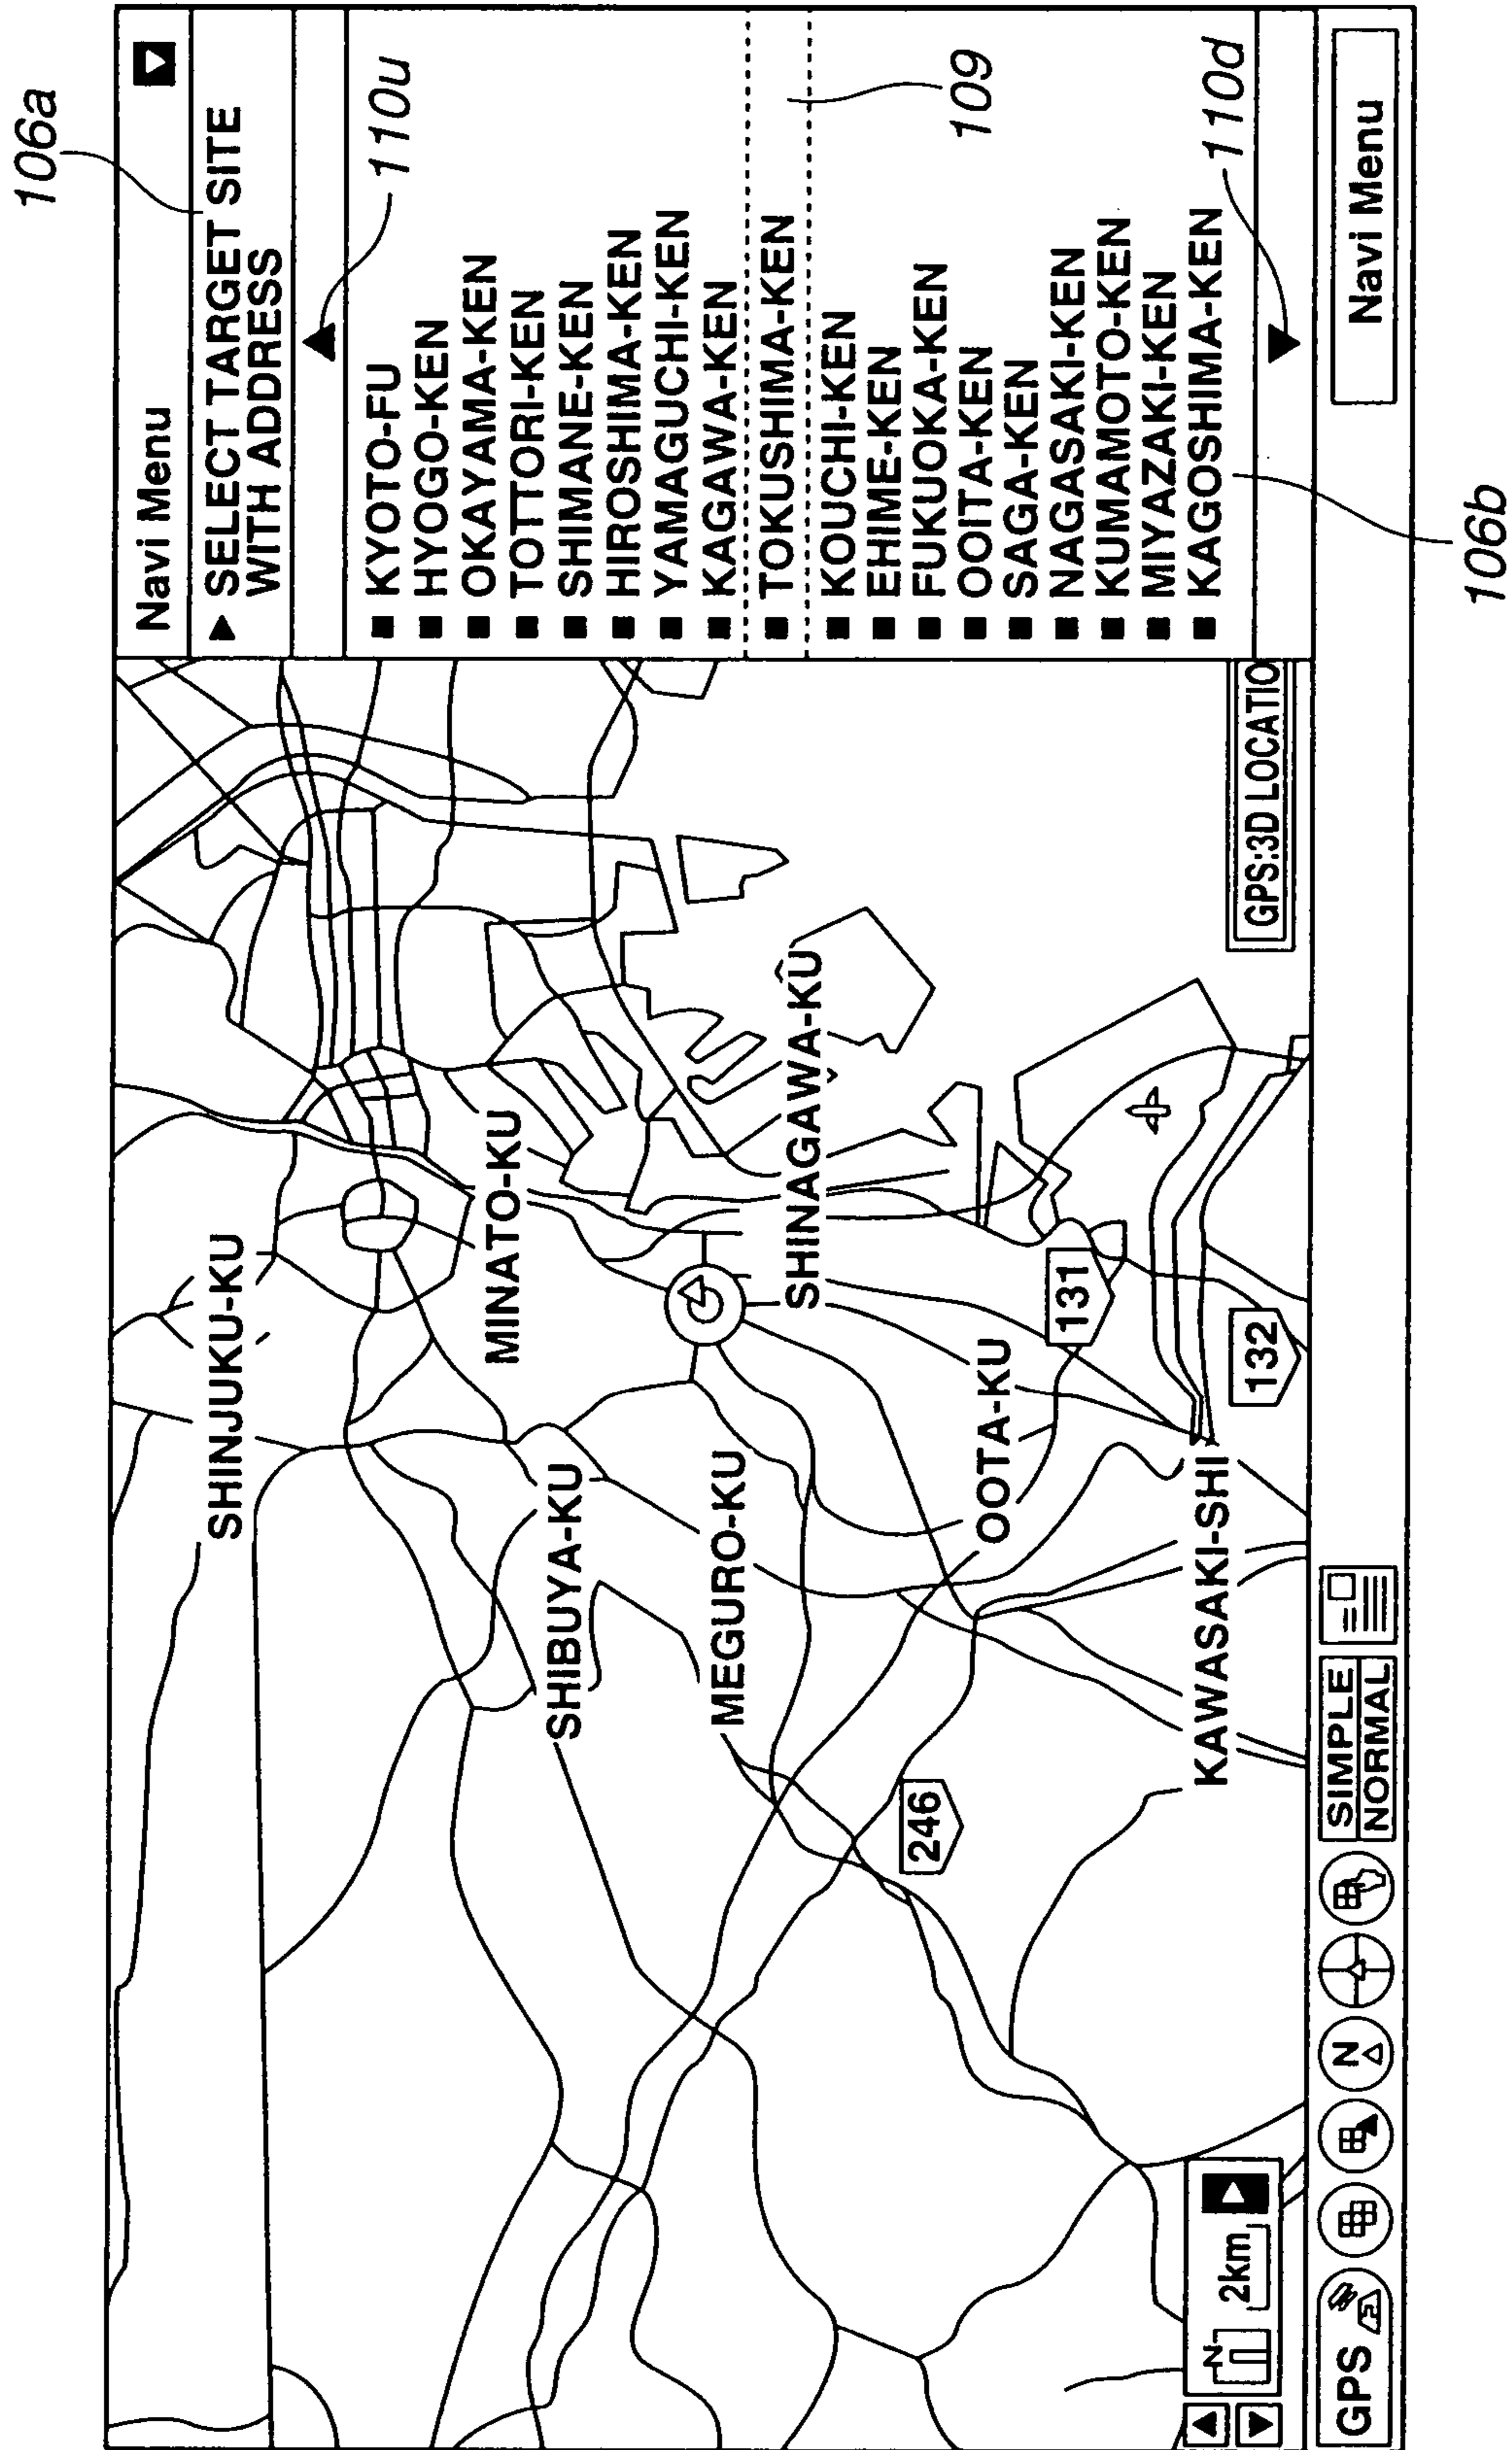 106a
Navi Menu
SELECT TARGET SITE
WITH ADDRESS
110u
KYOTO-FU
HYOGO-KEN
OKAYAMA-KEN
TOTTORI-KEN
SHIMANE-KEN
HIROSHIMA-KEN
YAMAGUCHI-KEN
KAGAWA-KEN
TOKUSHIMA-KEN
109
KOUCHI-KEN
EHIME-KEN
FUKUOKA-KEN
OOITA-KEN
SAGA-KEN
NAGASAKI-KEN
KUMAMOTO-KEN
MIYAZAKI-KEN
KAGOSHIMA-KEN
110d
106b
SHINJUKU-KU
MINATO-KU
SHIBUYA-KU
MEGURO-KU
SHINAGAWA-KU
246
OOTA-KU
131
KAWASAKI-SHI
132
GPS:3D LOCATIO
N
2km
GPS
N
SIMPLE
NORMAL
Navi Menu